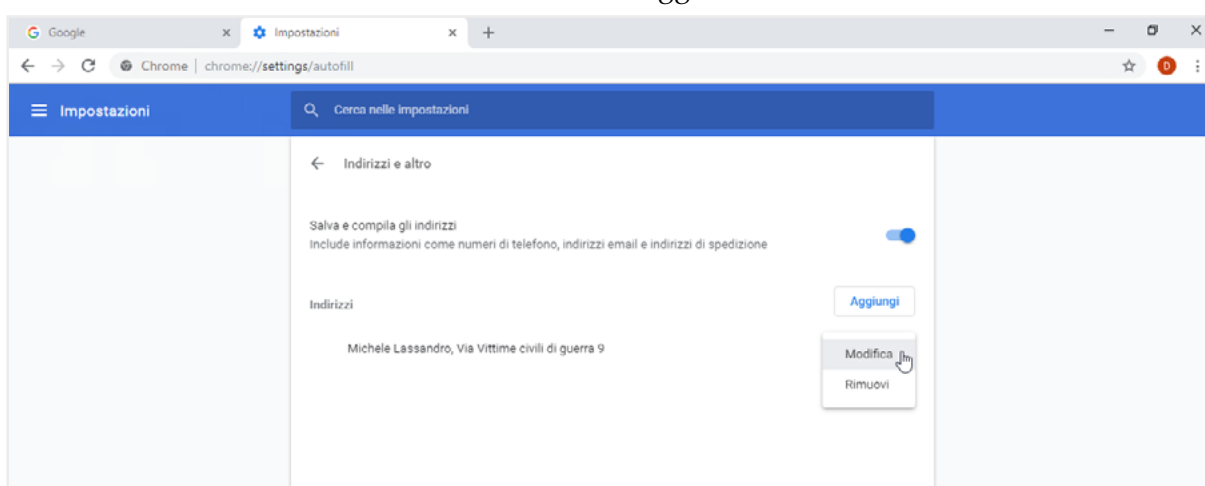 Google
Impostazioni
Chrome | chrome://settings/autofill
D
Impostazioni
Cerca nelle impostazioni
Indirizzi e altro
Salva e compila gli indirizzi
Include informazioni come numeri di telefono, indirizzi email e indirizzi di spedizione
Indirizzi
Aggiungi
Michele Lassandro, Via Vittime civili di guerra 9
Modifica
Rimuovi